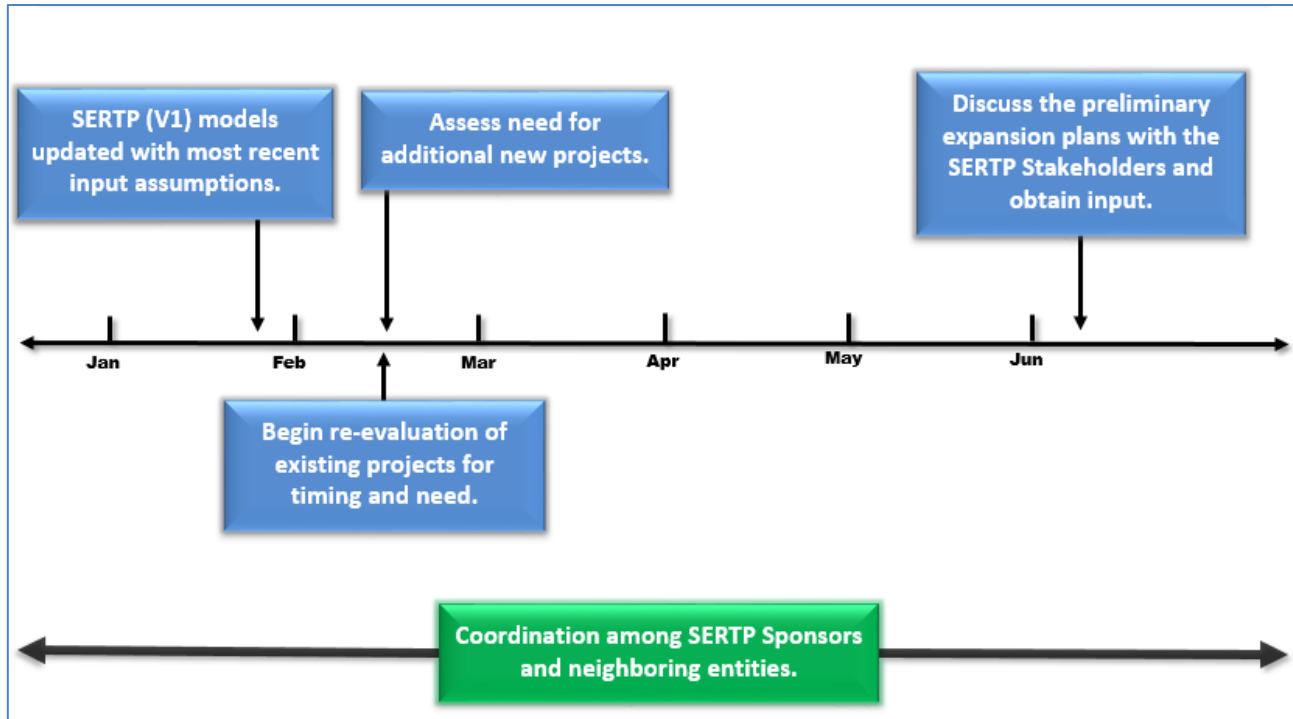 SERTP (V1) models
updated with most recent
input assumptions.
Assess need for
additional new projects.
Discuss the preliminary
expansion plans with the
SERTP Stakeholders and
obtain input.
Jan
Feb
Mar
Apr
May
Jun
Begin re-evaluation of
existing projects for
timing and need.
Coordination among SERTP Sponsors
and neighboring entities.